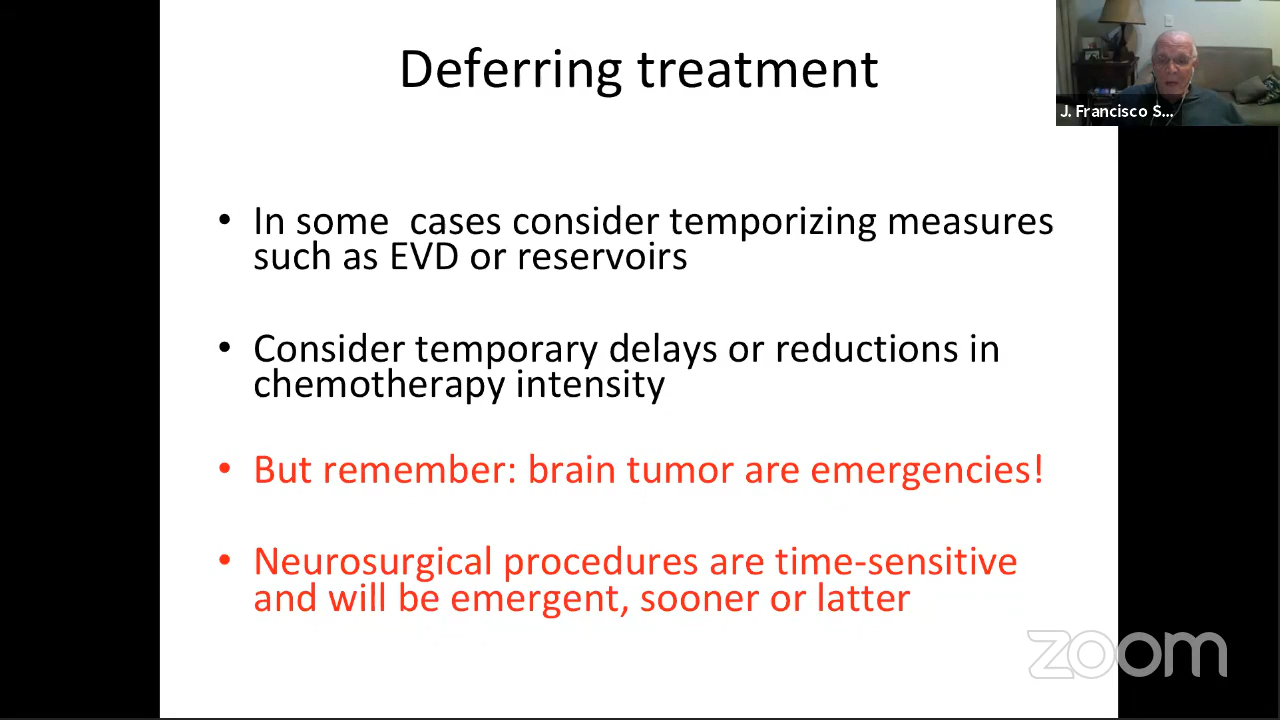 Deferring treatment
J. Francisco S...
• In some  cases consider temporizing measures
such as EVD or reservoirs
• Consider temporary delays or reductions in
chemotherapy intensity
• But remember: brain tumor are emergencies!
• Neurosurgical procedures are time-sensitive
and will be emergent, sooner or latter
zoom